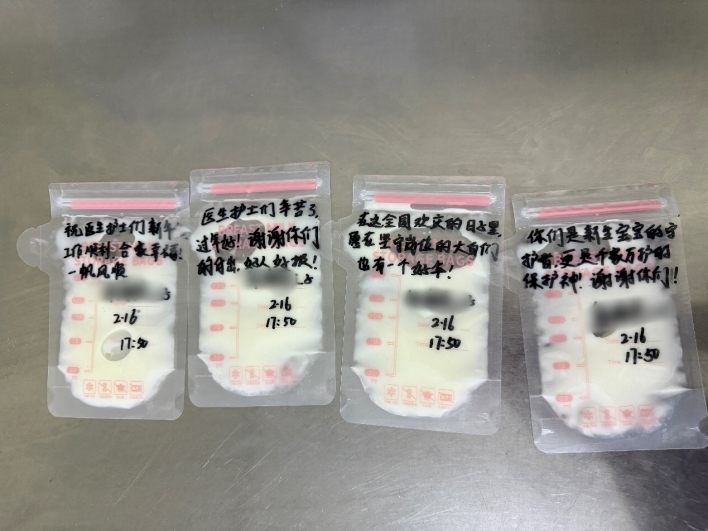 祝医生护士们新年
工作顺利,合家幸福!
一帆风顺
2.16
17:50
医生护士们辛苦了,
过年好!谢谢你们
的付出,好人好报!
2.16
17:50
在这全国欢庆的日子里
愿在坚守岗位的大白们
也有一个好年!
2.16
17:50
你们是新生宝宝的守
护者,更是千家万护的
保护神!谢谢你们!!
2.16
17:50